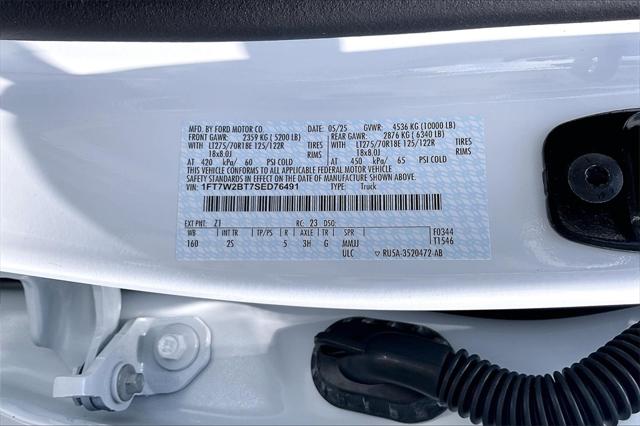 MFD. BY FORD MOTOR CO. 05/25 GVWR: 4536 KG (10000 LB)
FRONT GAWR: 2359 KG (5200 LB) REAR GAWR: 2876 KG (6340 LB)
WITH LT275/70R18E 125/122R TIRES WITH LT275/70R18E 125/122R TIRES
18x8.0J RIMS 18x8.0J RIMS
AT 420 kPa/ 60 PSI COLD AT 450 kPa/ 65 PSI COLD
THIS VEHICLE CONFORMS TO ALL APPLICABLE FEDERAL MOTOR VEHICLE
SAFETY AND THEFT PREVENTION STANDARDS IN EFFECT ON THE DATE OF MANUFACTURE SHOWN ABOVE.
VIN: 1FT7W2BT7SED76491 TYPE: Truck
EXT PNT: Z1 RC: 23 DSO:
WB INT TR TP/PS R AXLE TR SPR F0344
160 2S 5 3H G MMJJ T1546
ULC RU5A-3520472-AB